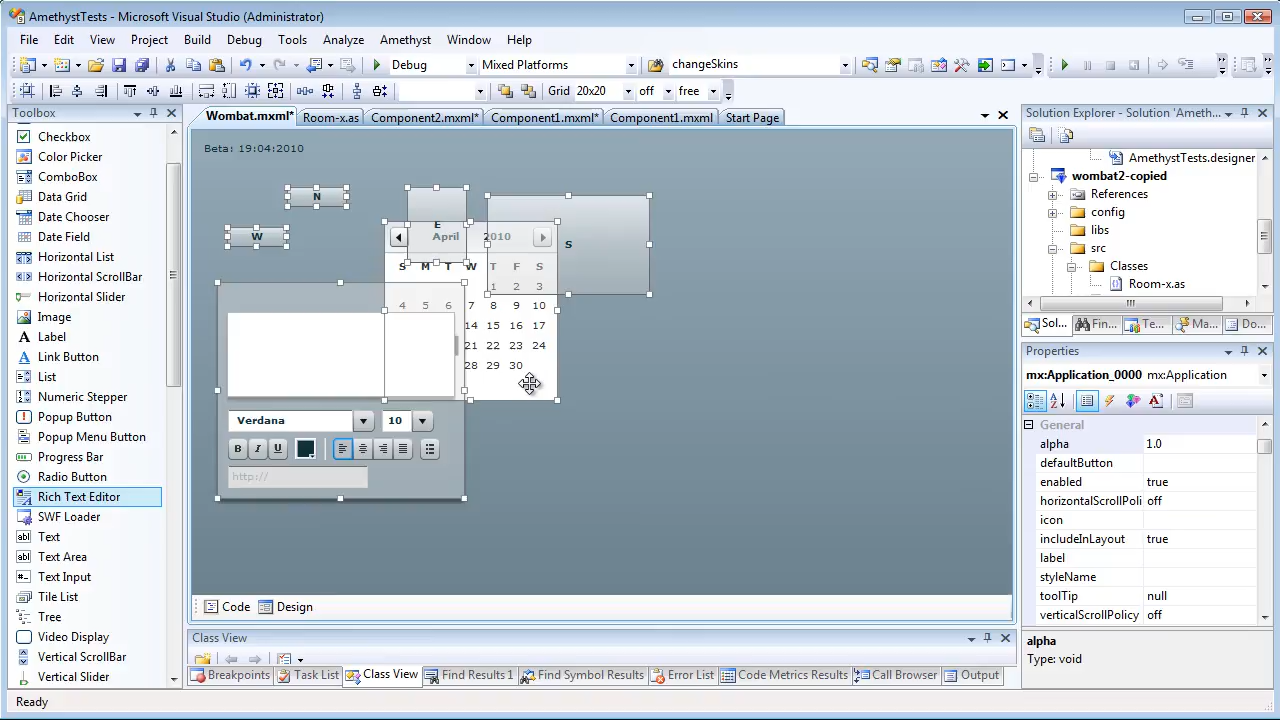 AmethystTests - Microsoft Visual Studio (Administrator)
File Edit View Project Build Debug Tools Analyze Amethyst Window Help
Debug Mixed Platforms changeSkins
Grid 20x20 off free
Toolbox
Checkbox
Color Picker
ComboBox
Data Grid
Date Chooser
Date Field
Horizontal List
Horizontal ScrollBar
Horizontal Slider
Image
Label
Link Button
List
Numeric Stepper
Popup Button
Popup Menu Button
Progress Bar
Radio Button
Rich Text Editor
SWF Loader
Text
Text Area
Text Input
Tile List
Tree
Video Display
Vertical ScrollBar
Vertical Slider
Wombat.mxml* Room-x.as Component2.mxml* Component1.mxml* Component1.mxml Start Page
Beta: 19:04:2010
N
W
E
S
April 2010
S M T W T F S
1 2 3
4 5 6 7 8 9 10
14 15 16 17
21 22 23 24
28 29 30
Verdana 10
B I U
http://
Code Design
Class View
Breakpoints Task List Class View Find Results 1 Find Symbol Results Error List Code Metrics Results Call Browser Output
Solution Explorer - Solution 'Ameth...
AmethystTests.designer
wombat2-copied
References
config
libs
src
Classes
Room-x.as
Sol... Fin... Te... Ma... Do...
Properties
mx:Application_0000 mx:Application
General
alpha 1.0
defaultButton
enabled true
horizontalScrollPoli off
icon
includeInLayout true
label
styleName
toolTip null
verticalScrollPolicy off
alpha
Type: void
Ready